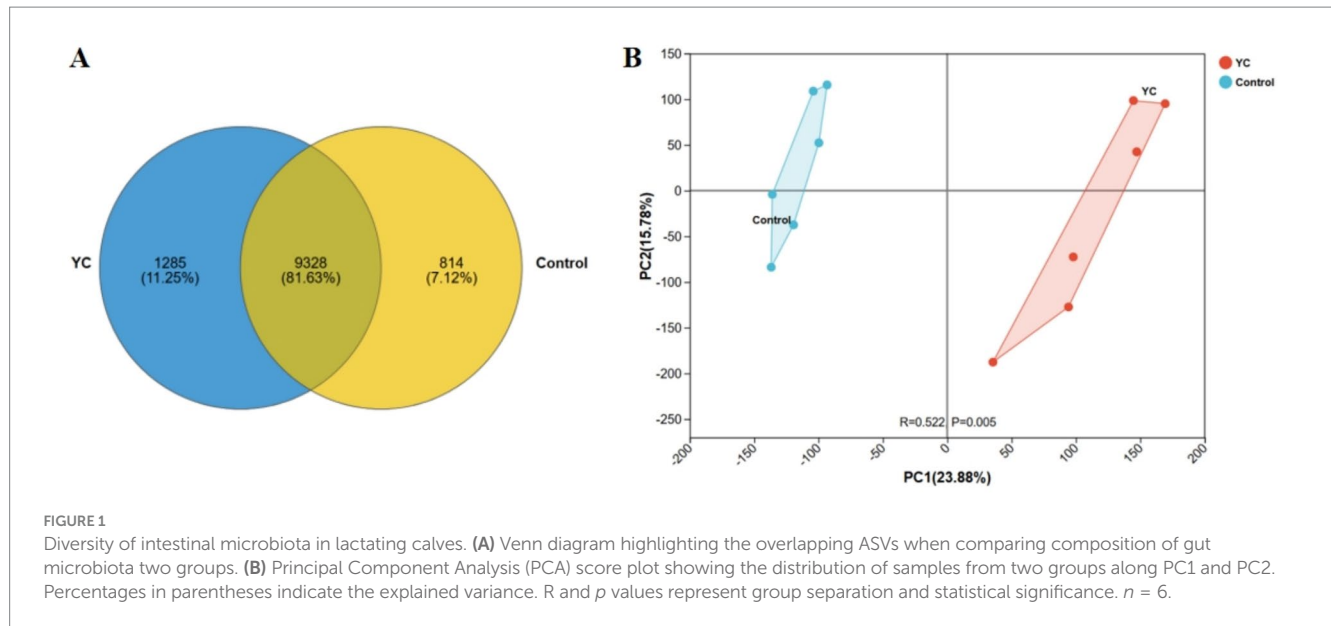 A
YC
1285
(11.25%)
9328
(81.63%)
814
(7.12%)
Control
B
YC
Control
150
100
50
0
-50
-100
-150
-200
-250
PC2(15.78%)
YC
Control
R=0.522 P=0.005
-200
-150
-100
-50
0
50
100
150
200
PC1(23.88%)
FIGURE 1
Diversity of intestinal microbiota in lactating calves. (A) Venn diagram highlighting the overlapping ASVs when comparing composition of gut
microbiota two groups. (B) Principal Component Analysis (PCA) score plot showing the distribution of samples from two groups along PC1 and PC2.
Percentages in parentheses indicate the explained variance. R and p values represent group separation and statistical significance. n = 6.